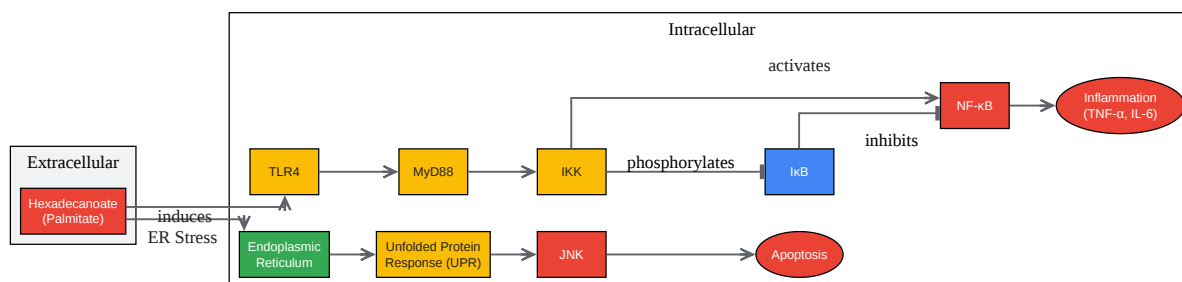 Intracellular
activates
NF-κB
Inflammation
(TNF-α, IL-6)
inhibits
Extracellular
Hexadecanoate
(Palmitate)
TLR4
MyD88
IKK
phosphorylates
IκB
induces
ER Stress
Endoplasmic
Reticulum
Unfolded Protein
Response (UPR)
JNK
Apoptosis